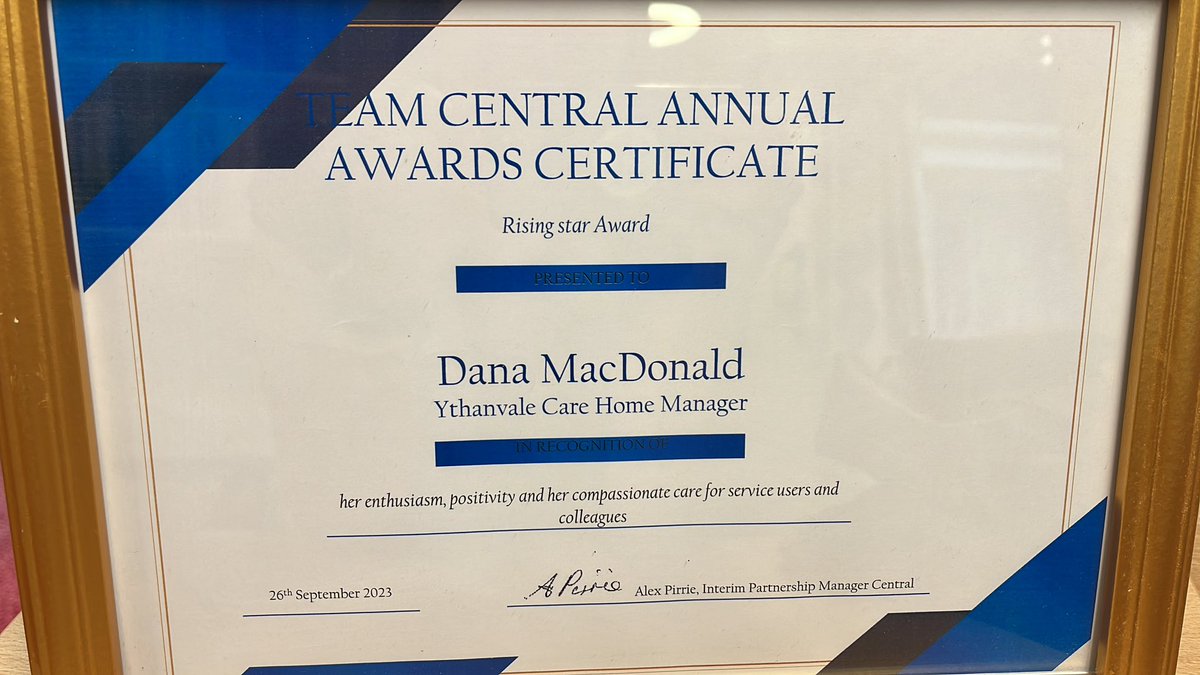 TEAM CENTRAL ANNUAL
AWARDS CERTIFICATE
Rising star Award
PRESENTED TO
Dana MacDonald
Ythanvale Care Home Manager
IN RECOGNITION OF
her enthusiasm, positivity and her compassionate care for service users and
colleagues
26th September 2023
A Pirrie Alex Pirrie, Interim Partnership Manager Central